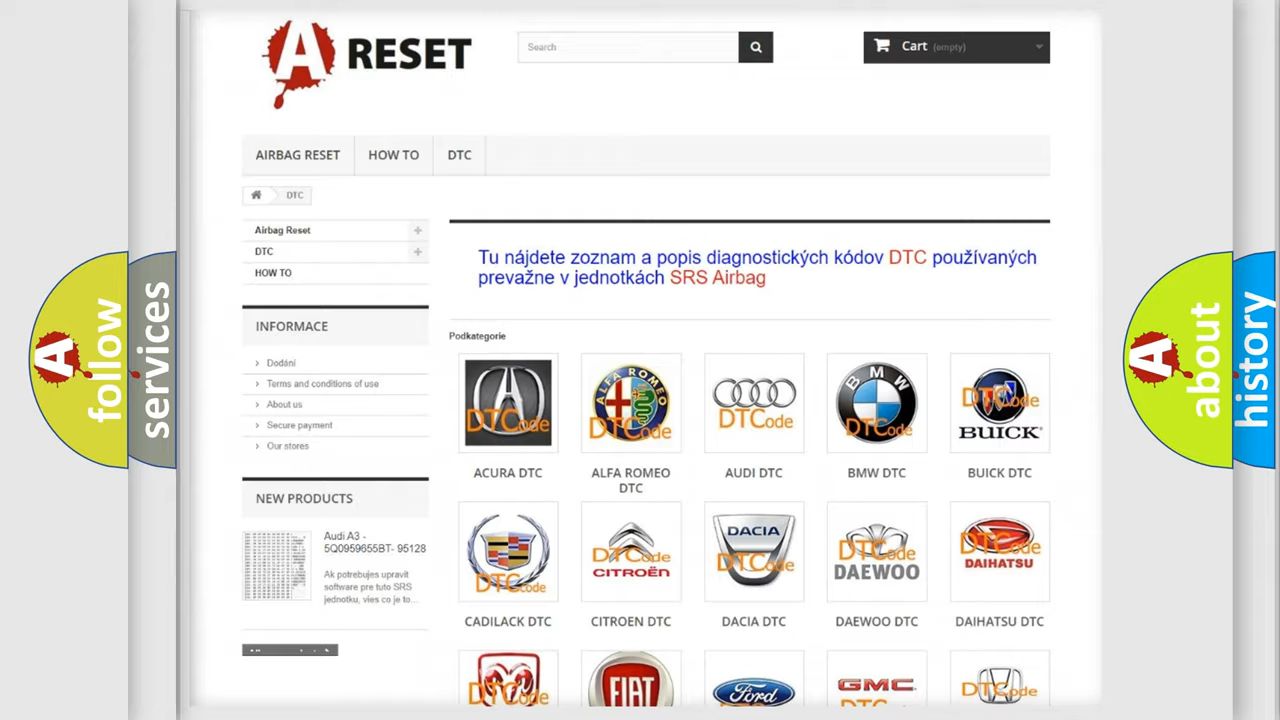 A RESET
Search
Cart (empty)
AIRBAG RESET
HOW TO
DTC
DTC
Airbag Reset
DTC
HOW TO
INFORMACE
Dodání
Terms and conditions of use
About us
Secure payment
Our stores
NEW PRODUCTS
Audi A3 -
5Q0959655BT- 95128
Ak potrebujes upravit
software pre tuto SRS
jednotku, vies co je to...
Tu nájdete zoznam a popis diagnostických kódov DTC používaných
prevažne v jednotkách SRS Airbag
Podkategorie
DTCode
ALFA ROMEO
DTCode
DTCode
BMW
DTCode
DTCode
BUICK
ACURA DTC
ALFA ROMEO
DTC
AUDI DTC
BMW DTC
BUICK DTC
DTCode
DTCode
CITROËN
DACIA
DTCode
DTCode
DAEWOO
DTCode
DAIHATSU
CADILACK DTC
CITROEN DTC
DACIA DTC
DAEWOO DTC
DAIHATSU DTC
DTCode
FIAT
Ford
GMC
DTCode
A follow
services
A about
history